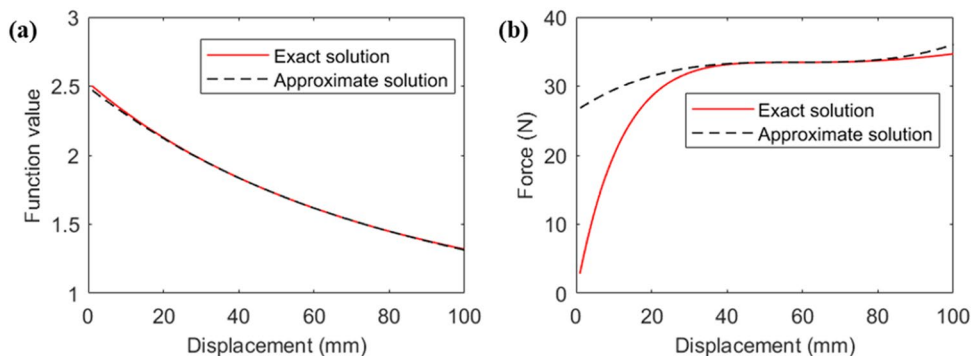 (a)
3
2.5
2
1.5
1
Function value
Exact solution
Approximate solution
0 20 40 60 80 100
Displacement (mm)
(b)
40
30
20
10
0
Force (N)
Exact solution
Approximate solution
0 20 40 60 80 100
Displacement (mm)